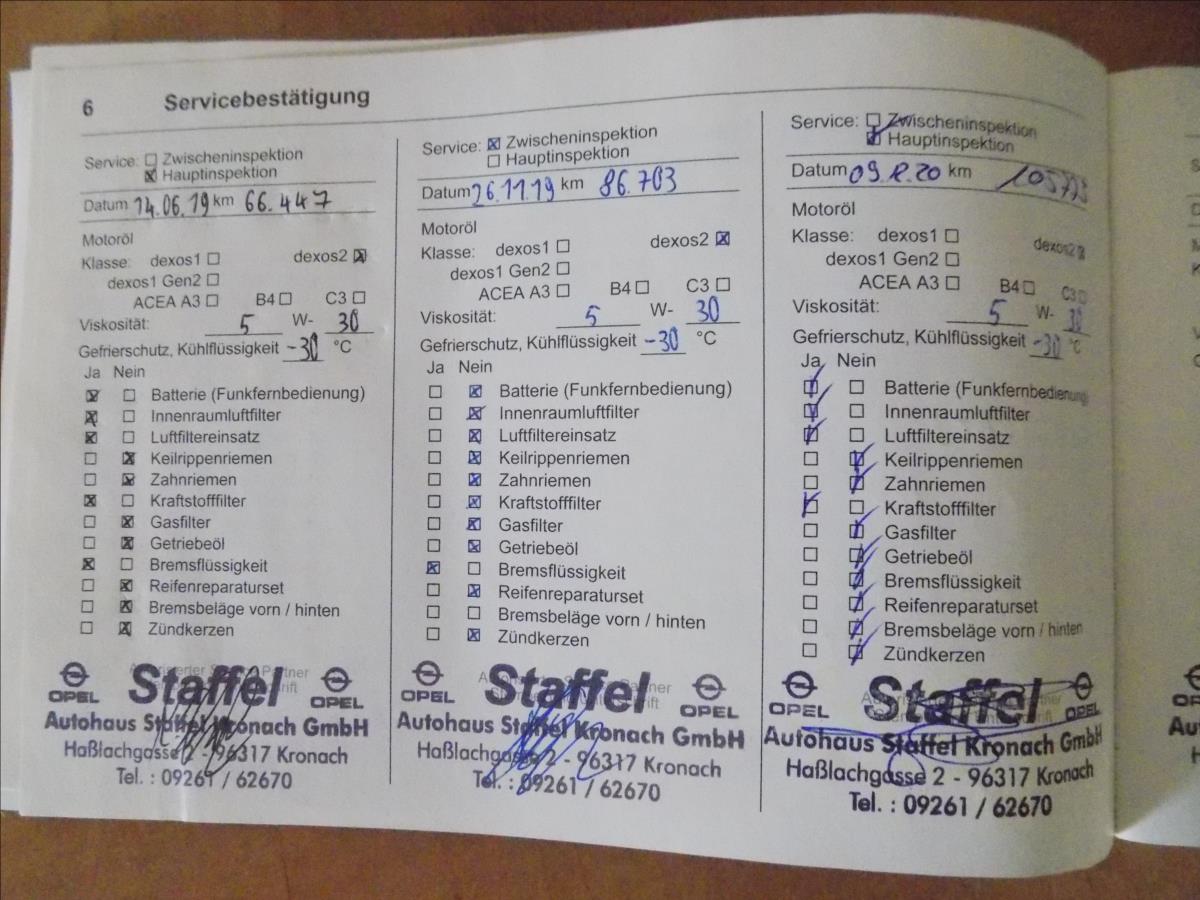 6 Servicebestätigung
Service: Zwischeninspektion
Hauptinspektion
Datum 14.06.19 km 66.447
Motoröl
Klasse: dexos1 dexos2
dexos1 Gen2
ACEA A3 B4 C3
Viskosität: 5 W- 30
Gefrierschutz, Kühlflüssigkeit -30 °C
Ja Nein
Batterie (Funkfernbedienung)
Innenraumluftfilter
Luftfiltereinsatz
Keilrippenriemen
Zahnriemen
Kraftstofffilter
Gasfilter
Getriebeöl
Bremsflüssigkeit
Reifenreparaturset
Bremsbeläge vorn / hinten
Zündkerzen
OPEL Staffel OPEL
Autohaus Staffel Kronach GmbH
Haßlachgasse 2 - 96317 Kronach
Tel. : 09261 / 62670
Service: Zwischeninspektion
Hauptinspektion
Datum 26.11.19 km 86.703
Motoröl
Klasse: dexos1 dexos2
dexos1 Gen2
ACEA A3 B4 C3
Viskosität: 5 W- 30
Gefrierschutz, Kühlflüssigkeit -30 °C
Ja Nein
Batterie (Funkfernbedienung)
Innenraumluftfilter
Luftfiltereinsatz
Keilrippenriemen
Zahnriemen
Kraftstofffilter
Gasfilter
Getriebeöl
Bremsflüssigkeit
Reifenreparaturset
Bremsbeläge vorn / hinten
Zündkerzen
OPEL Staffel OPEL
Autohaus Staffel Kronach GmbH
Haßlachgasse 2 - 96317 Kronach
Tel. : 09261 / 62670
Service: Zwischeninspektion
Hauptinspektion
Datum km
Motoröl
Klasse: dexos1 dexos2
dexos1 Gen2
ACEA A3 B4 C3
Viskosität: 5 W- 30
Gefrierschutz, Kühlflüssigkeit -30 °C
Ja Nein
Batterie (Funkfernbedienung)
Innenraumluftfilter
Luftfiltereinsatz
Keilrippenriemen
Zahnriemen
Kraftstofffilter
Gasfilter
Getriebeöl
Bremsflüssigkeit
Reifenreparaturset
Bremsbeläge vorn / hinten
Zündkerzen
OPEL Staffel OPEL
Autohaus Staffel Kronach GmbH
Haßlachgasse 2 - 96317 Kronach
Tel. : 09261 / 62670